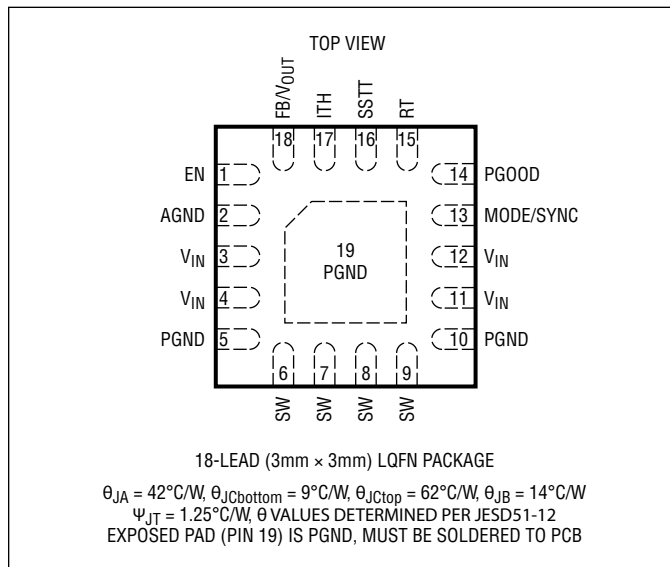 TOP VIEW
FB/VOUT
ITH
SSTT
RT
18 17 16 15
EN 1 14 PGOOD
AGND 2 13 MODE/SYNC
VIN 3 12 VIN
19
PGND
VIN 4 11 VIN
PGND 5 10 PGND
6 7 8 9
SW SW SW SW
18-LEAD (3mm × 3mm) LQFN PACKAGE
θJA = 42°C/W, θJCbottom = 9°C/W, θJCtop = 62°C/W, θJB = 14°C/W
ΨJT = 1.25°C/W, θ VALUES DETERMINED PER JESD51-12
EXPOSED PAD (PIN 19) IS PGND, MUST BE SOLDERED TO PCB